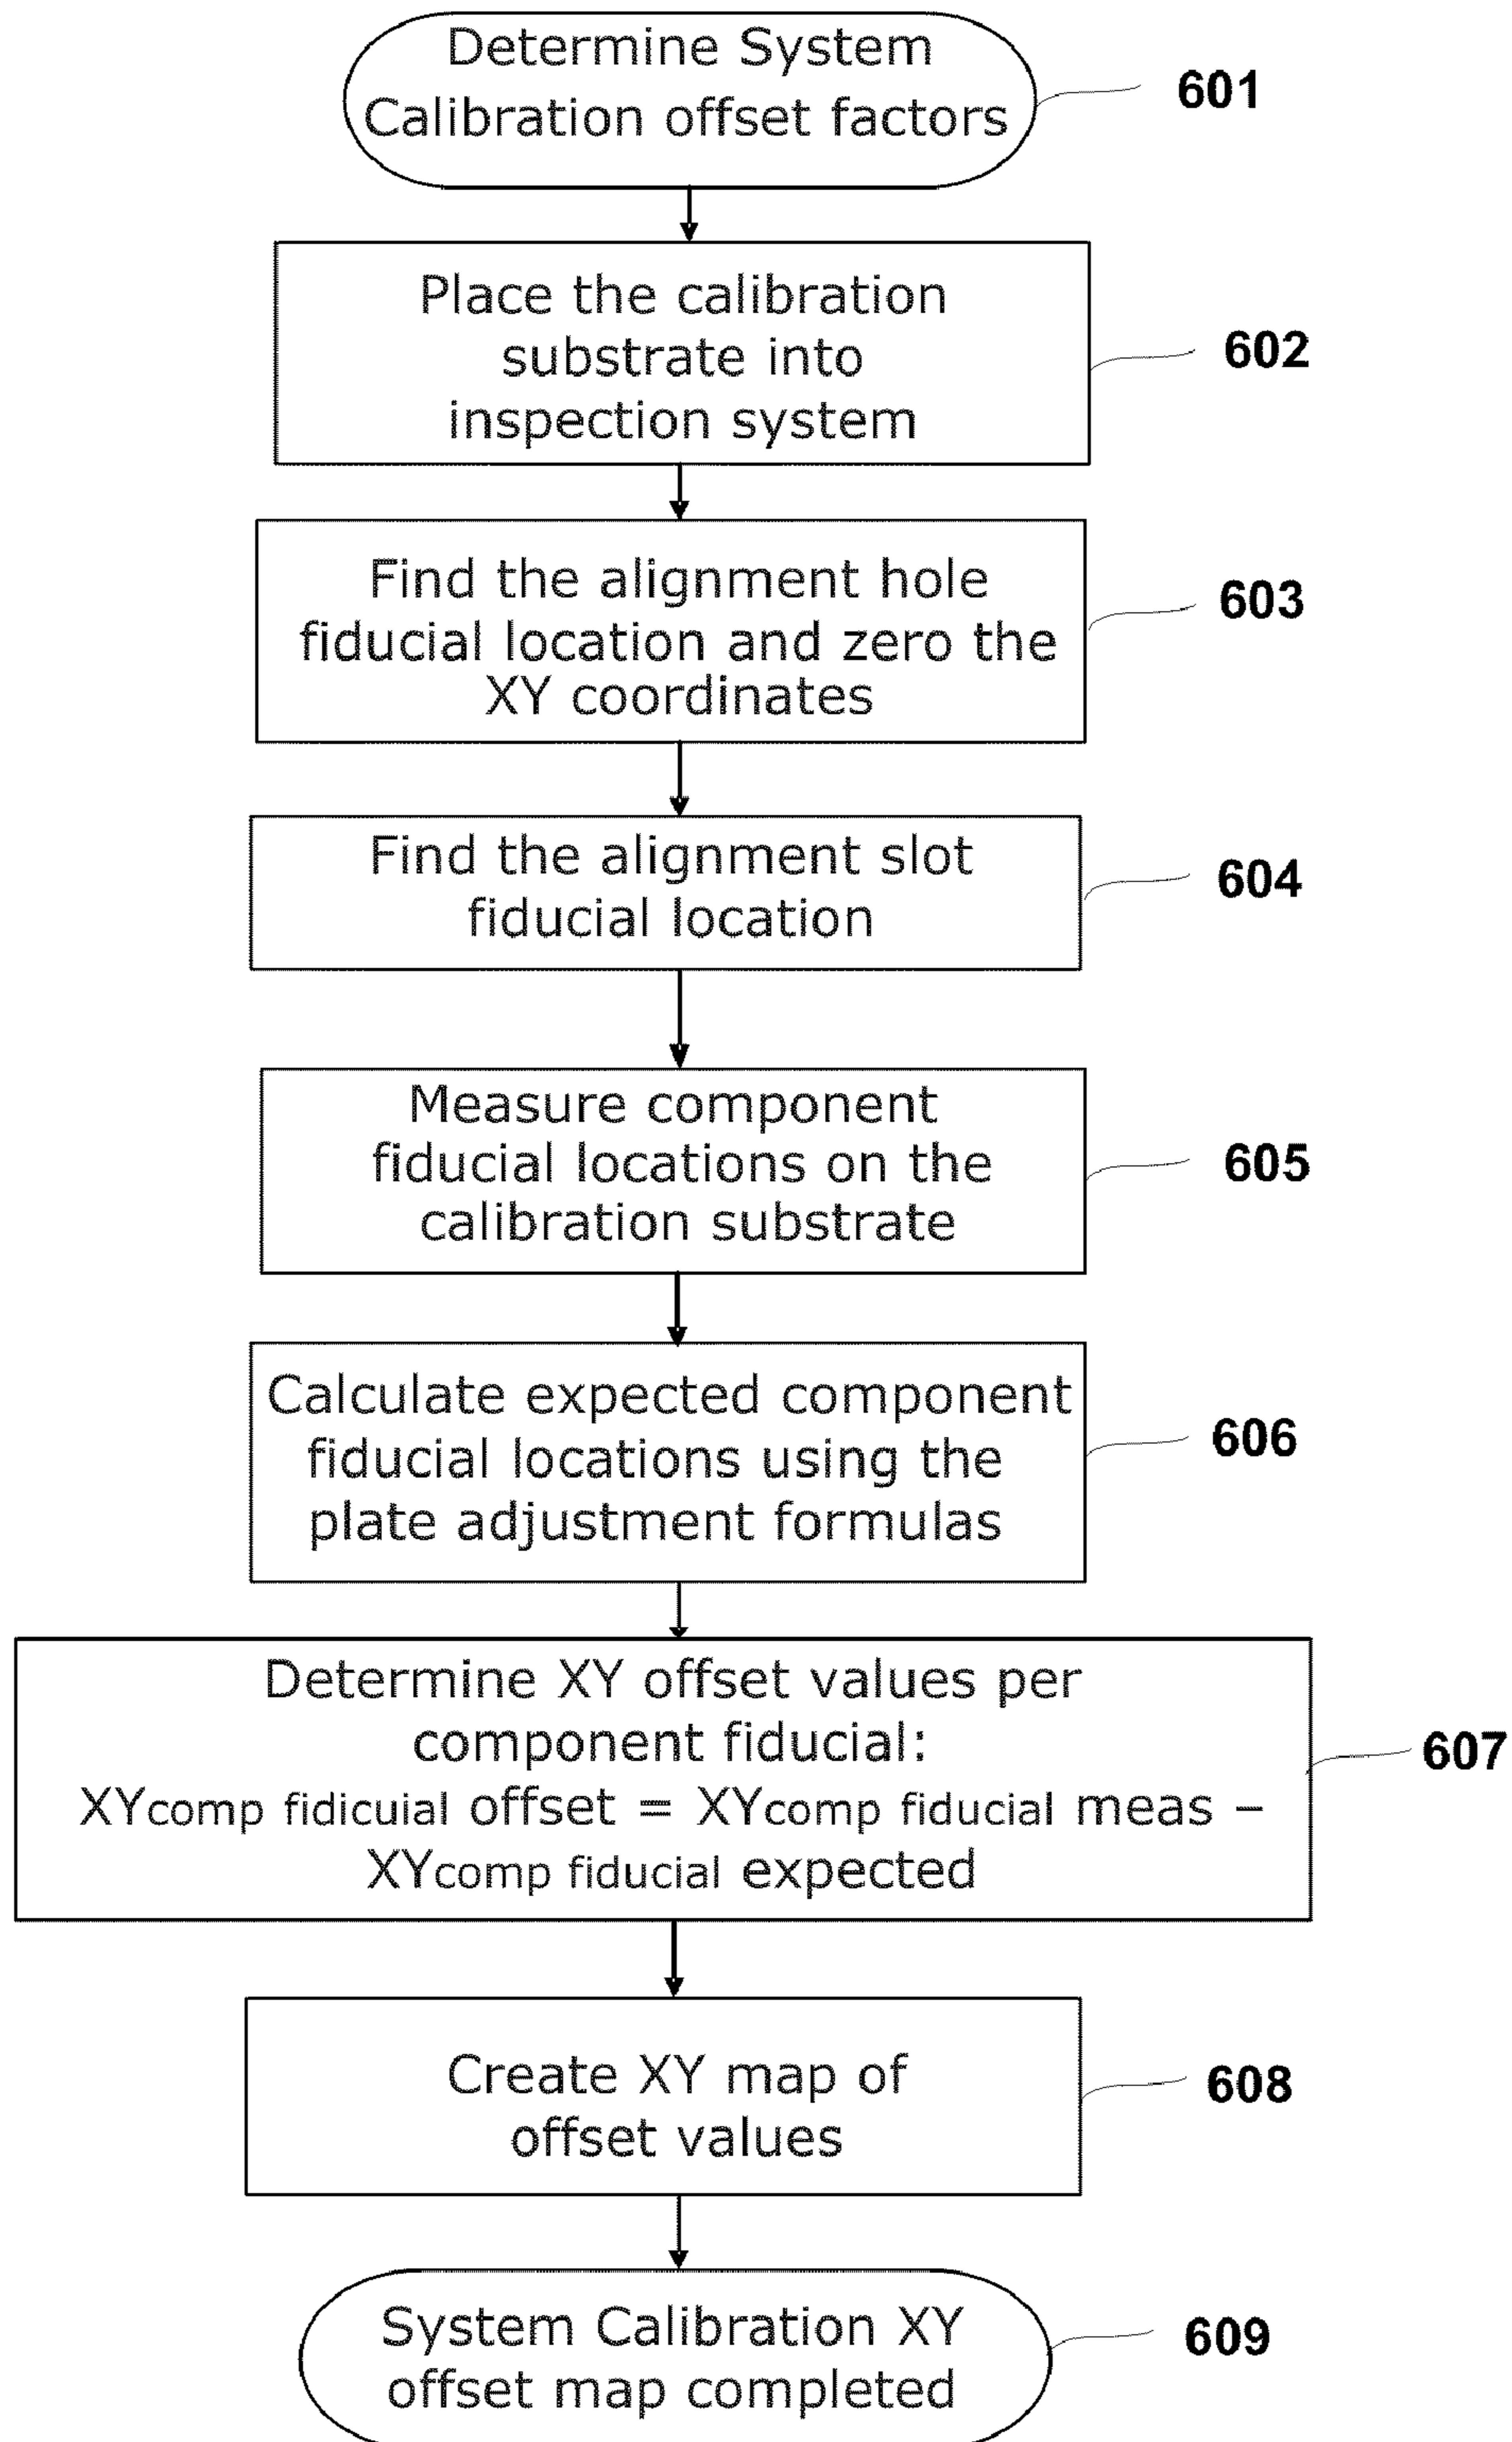 Determine System
Calibration offset factors
601
Place the calibration
substrate into
inspection system
602
Find the alignment hole
fiducial location and zero the
XY coordinates
603
Find the alignment slot
fiducial location
604
Measure component
fiducial locations on the
calibration substrate
605
Calculate expected component
fiducial locations using the
plate adjustment formulas
606
Determine XY offset values per
component fiducial:
XYcomp fidicuial offset = XYcomp fiducial meas –
XYcomp fiducial expected
607
Create XY map of
offset values
608
System Calibration XY
offset map completed
609